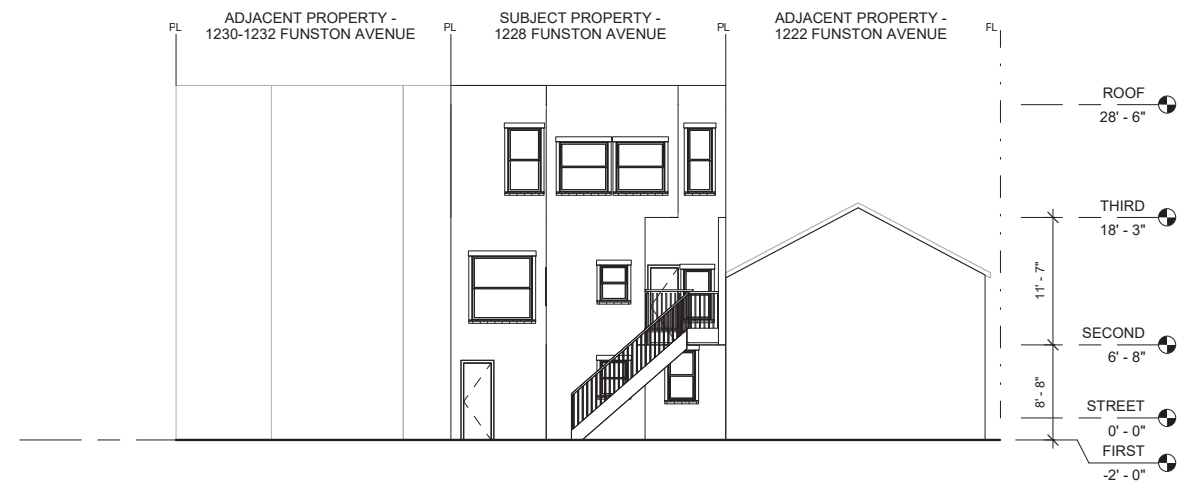 ADJACENT PROPERTY -
1230-1232 FUNSTON AVENUE
SUBJECT PROPERTY -
1228 FUNSTON AVENUE
ADJACENT PROPERTY -
1222 FUNSTON AVENUE
PL
PL
PL
PL
ROOF
28' - 6"
THIRD
18' - 3"
11' - 7"
SECOND
6' - 8"
8' - 8"
STREET
0' - 0"
FIRST
-2' - 0"